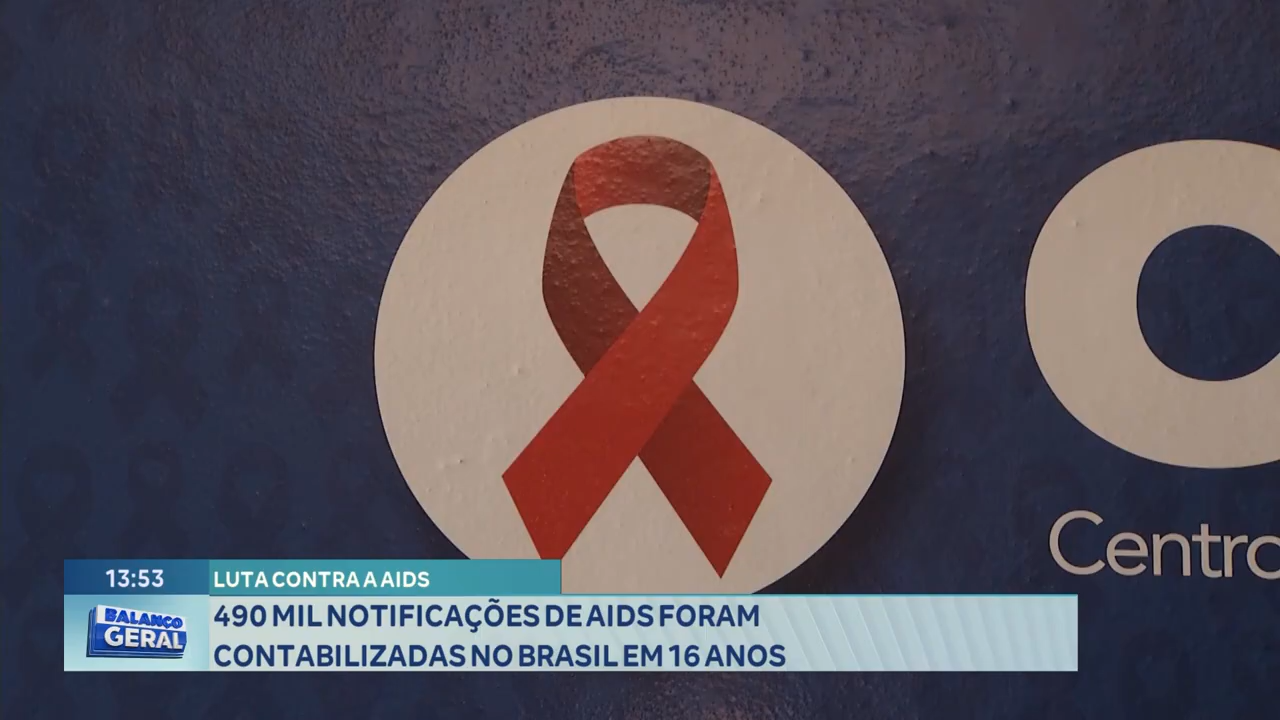 C
Centro
13:53
LUTA CONTRA A AIDS
BALANÇO
GERAL
490 MIL NOTIFICAÇÕES DE AIDS FORAM
CONTABILIZADAS NO BRASIL EM 16 ANOS